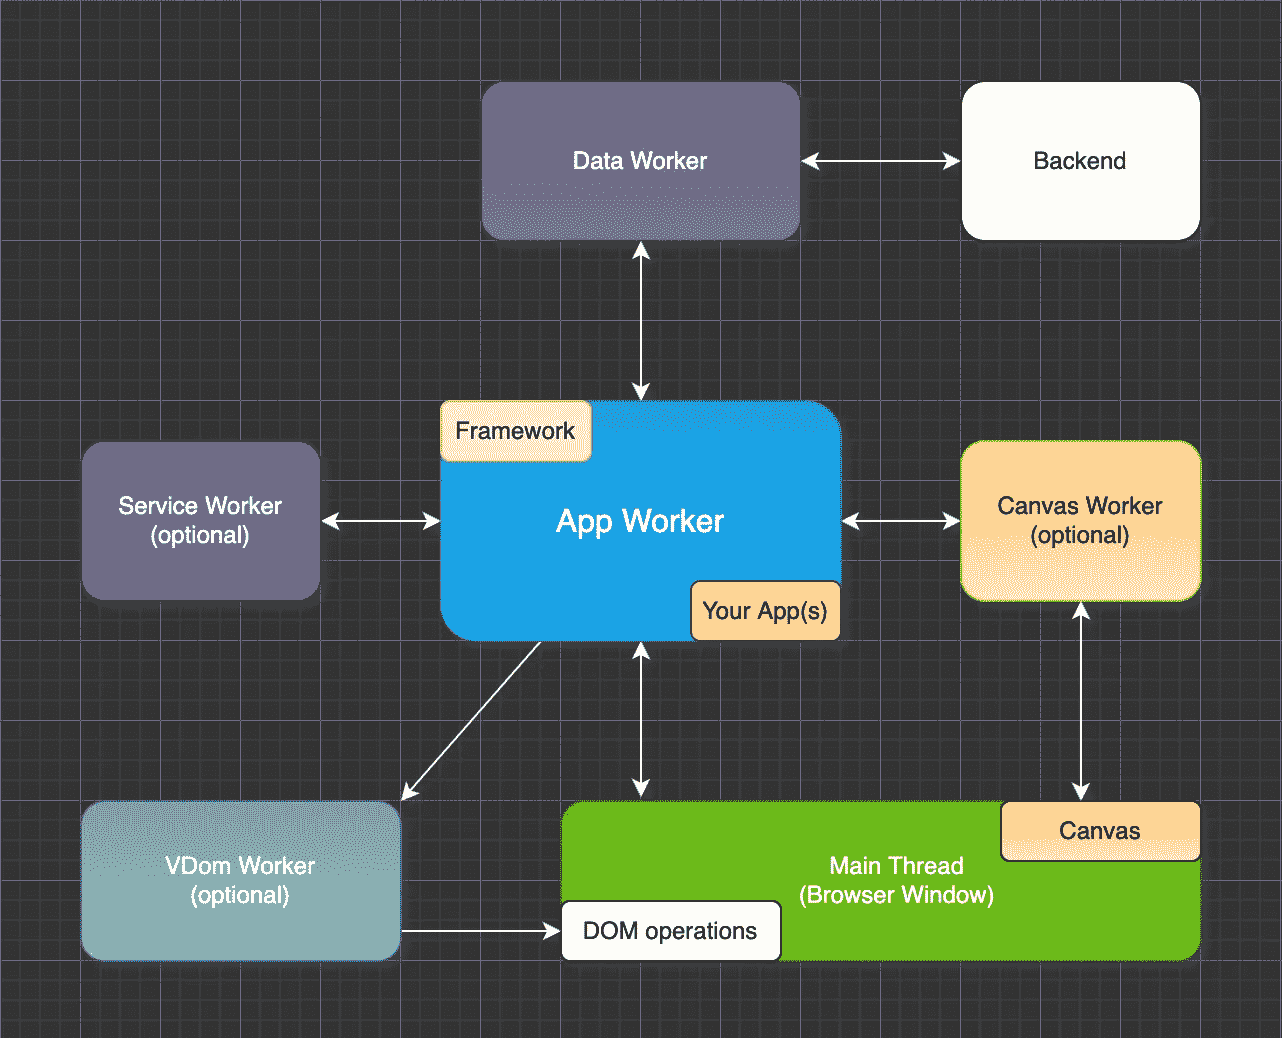 Data Worker
Backend
Framework
App Worker
Your App(s)
Service Worker
(optional)
Canvas Worker
(optional)
VDom Worker
(optional)
Main Thread
(Browser Window)
Canvas
DOM operations